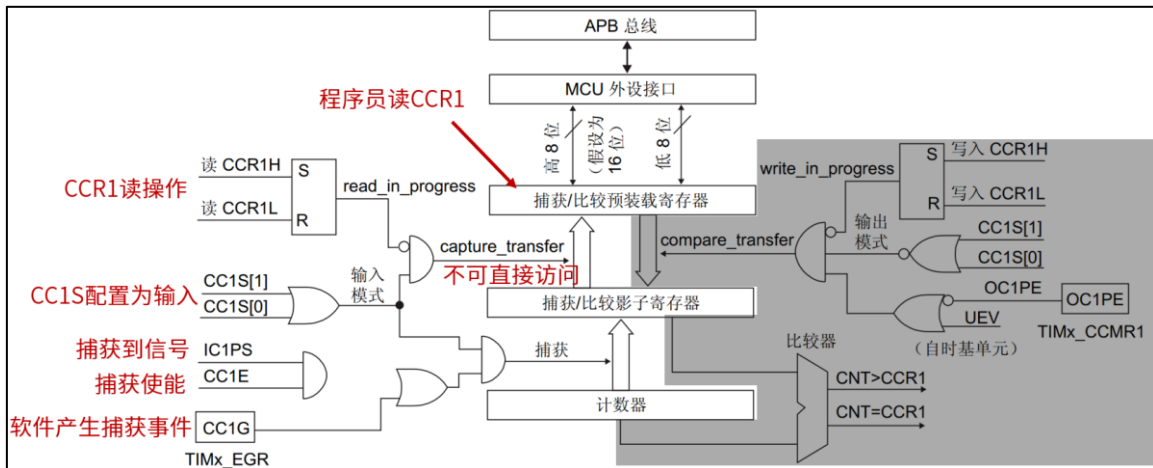 APB 总线
MCU 外设接口
程序员读CCR1
高 8 位
（假设为 16 位）
低 8 位
读 CCR1H
S
CCR1读操作
read_in_progress
读 CCR1L
R
捕获/比较预装载寄存器
write_in_progress
S
写入 CCR1H
R
写入 CCR1L
输出
模式
CC1S[1]
CC1S[0]
capture_transfer
不可直接访问
compare_transfer
CC1S配置为输入
CC1S[1]
CC1S[0]
输入
模式
捕获/比较影子寄存器
OC1PE
OC1PE
UEV
TIMx_CCMR1
（自时基单元）
捕获到信号
IC1PS
捕获使能
CC1E
捕获
比较器
CNT>CCR1
CNT=CCR1
计数器
软件产生捕获事件
CC1G
TIMx_EGR